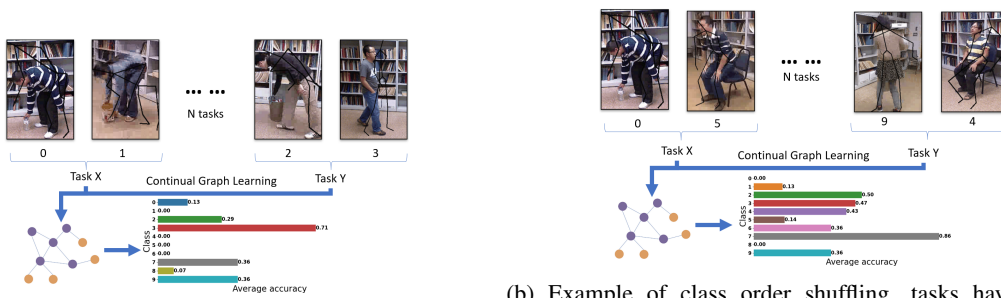 ... ...
N tasks
0 1 2 3
Task X Task Y
Continual Graph Learning
Class
0 0.13
1 0.00
2 0.29
3 0.71
4 0.00
5 0.00
6 0.00
7 0.36
8 0.07
9 0.36
Average accuracy
... ...
N tasks
0 5 9 4
Task X Task Y
Continual Graph Learning
Class
0 0.00
1 0.13
2 0.50
3 0.47
4 0.43
5 0.14
6 0.36
7 0.86
8 0.00
9 0.36
Average accuracy
(b) Example of class order shuffling, tasks hav